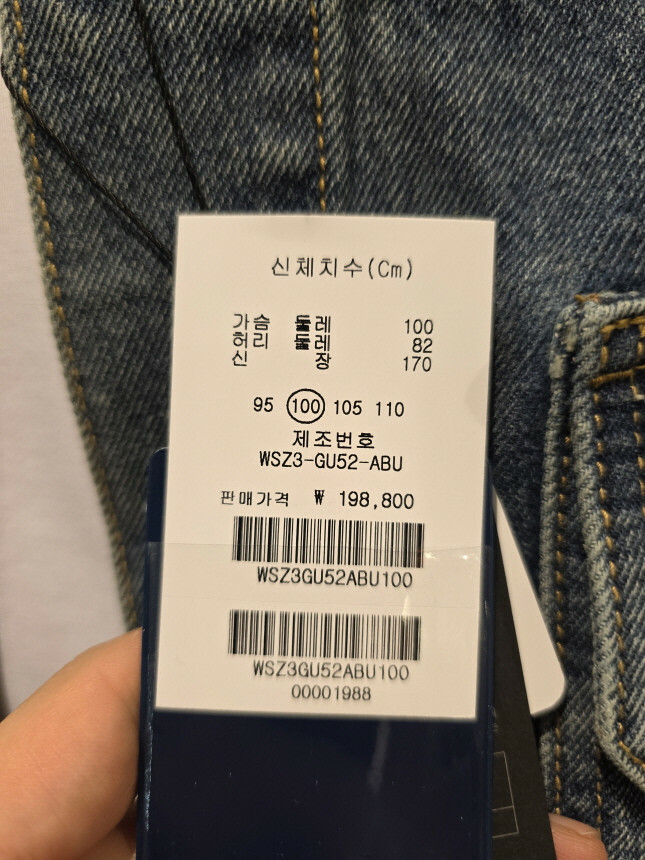 신체치수(Cm)
가슴 둘레 100
허리 둘레 82
신 장 170
95 100 105 110
제조번호
WSZ3-GU52-ABU
판매가격 ₩ 198,800
WSZ3GU52ABU100
WSZ3GU52ABU100
00001988